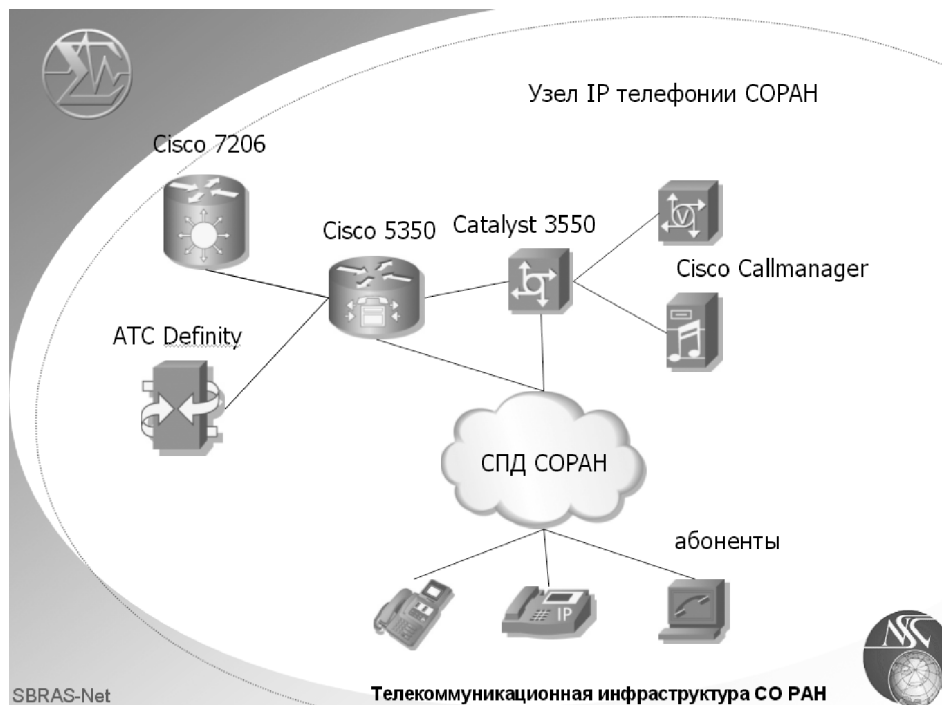 Узел IP телефонии СОРАН
Cisco 7206
Cisco 5350
Catalyst 3550
V
Cisco Callmanager
АТС Definity
СПД СОРАН
абоненты
IP
SBRAS-Net
Телекоммуникационная инфраструктура СО РАН